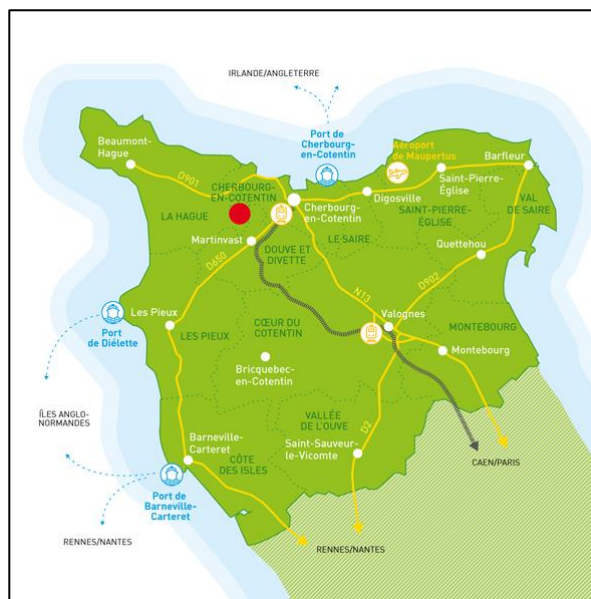 IRLANDE/ANGLETERRE
Port de
Cherbourg-
en-Cotentin
Aéroport
de Maupertus
Beaumont-
Hague
D901
CHERBOURG-
EN-COTENTIN
Cherbourg-
en-Cotentin
Digosville
Saint-Pierre-
Église
Barfleur
VAL
DE SAIRE
LA HAGUE
SAINT-PIERRE-
ÉGLISE
Martinvast
DOUVE ET
DIVETTE
LE SAIRE
Quettehou
D650
N13
D902
Les Pieux
Port
de Diélette
LES PIEUX
CŒUR DU
COTENTIN
Valognes
MONTEBOURG
Montebourg
Bricquebec-
en-Cotentin
ÎLES ANGLO-
NORMANDES
VALLÉE
DE L'OUVE
D2
Barneville-
Carteret
CÔTE
DES ISLES
Saint-Sauveur-
le-Vicomte
CAEN/PARIS
Port de
Barneville-
Carteret
RENNES/NANTES
RENNES/NANTES